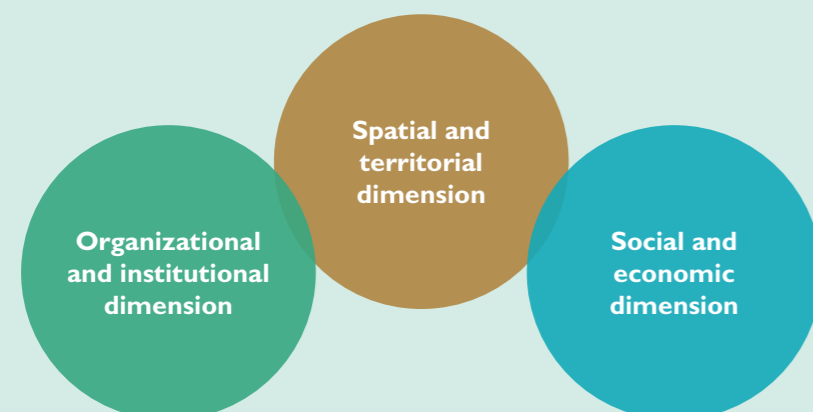 Spatial and
territorial
dimension
Organizational
and institutional
dimension
Social and
economic
dimension